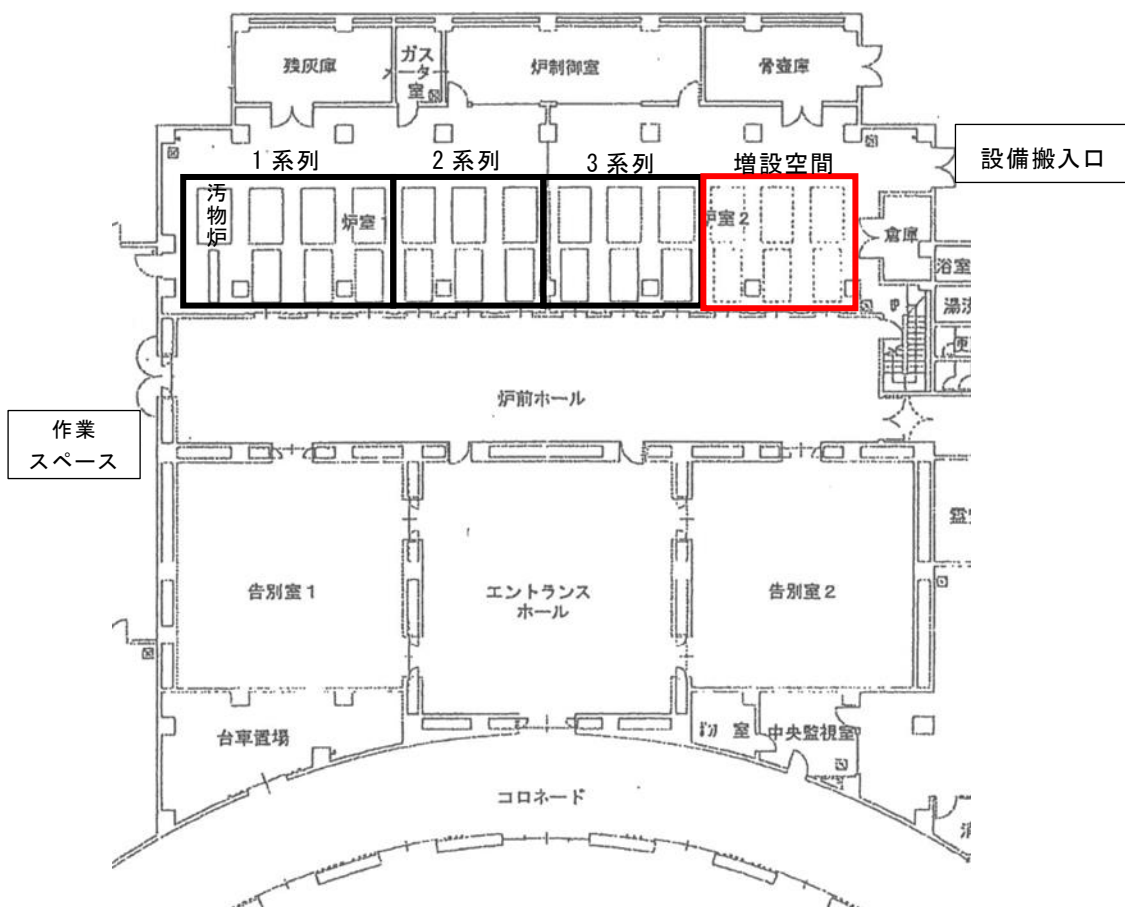 残灰庫
ガス
メーター
室
炉制御室
骨壺庫
設備搬入口
1系列
2系列
3系列
増設空間
汚物炉
炉室1
炉室2
倉庫
浴室
炉前ホール
作業
スペース
告別室1
エントランス
ホール
告別室2
台車置場
中央監視室
コロネード